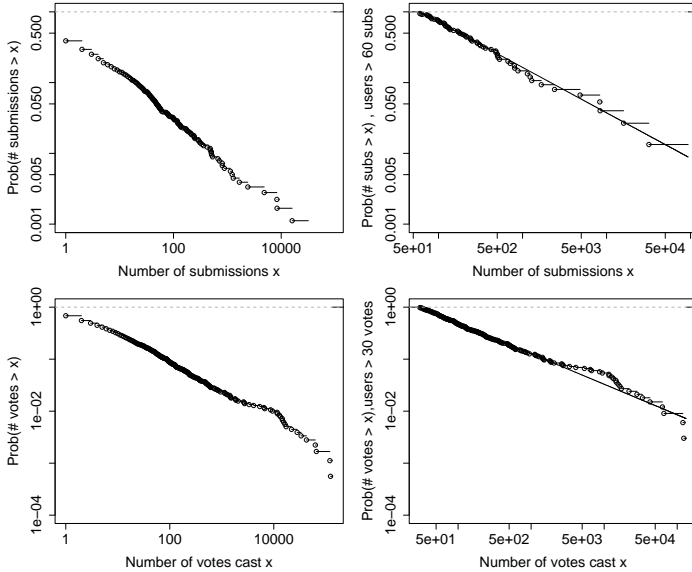 Prob(# submissions > x)
0.001
0.005
0.050
0.500
1
100
10000
Number of submissions x
Prob(# subs > x) , users > 60 subs
0.001
0.005
0.050
0.500
5e+01
5e+02
5e+03
5e+04
Number of submissions x
Prob(# votes > x)
1e-04
1e-02
1e+00
1
100
10000
Number of votes cast x
Prob(# votes > x),users > 30 votes
1e-04
1e-02
1e+00
5e+01
5e+02
5e+03
5e+04
Number of votes cast x